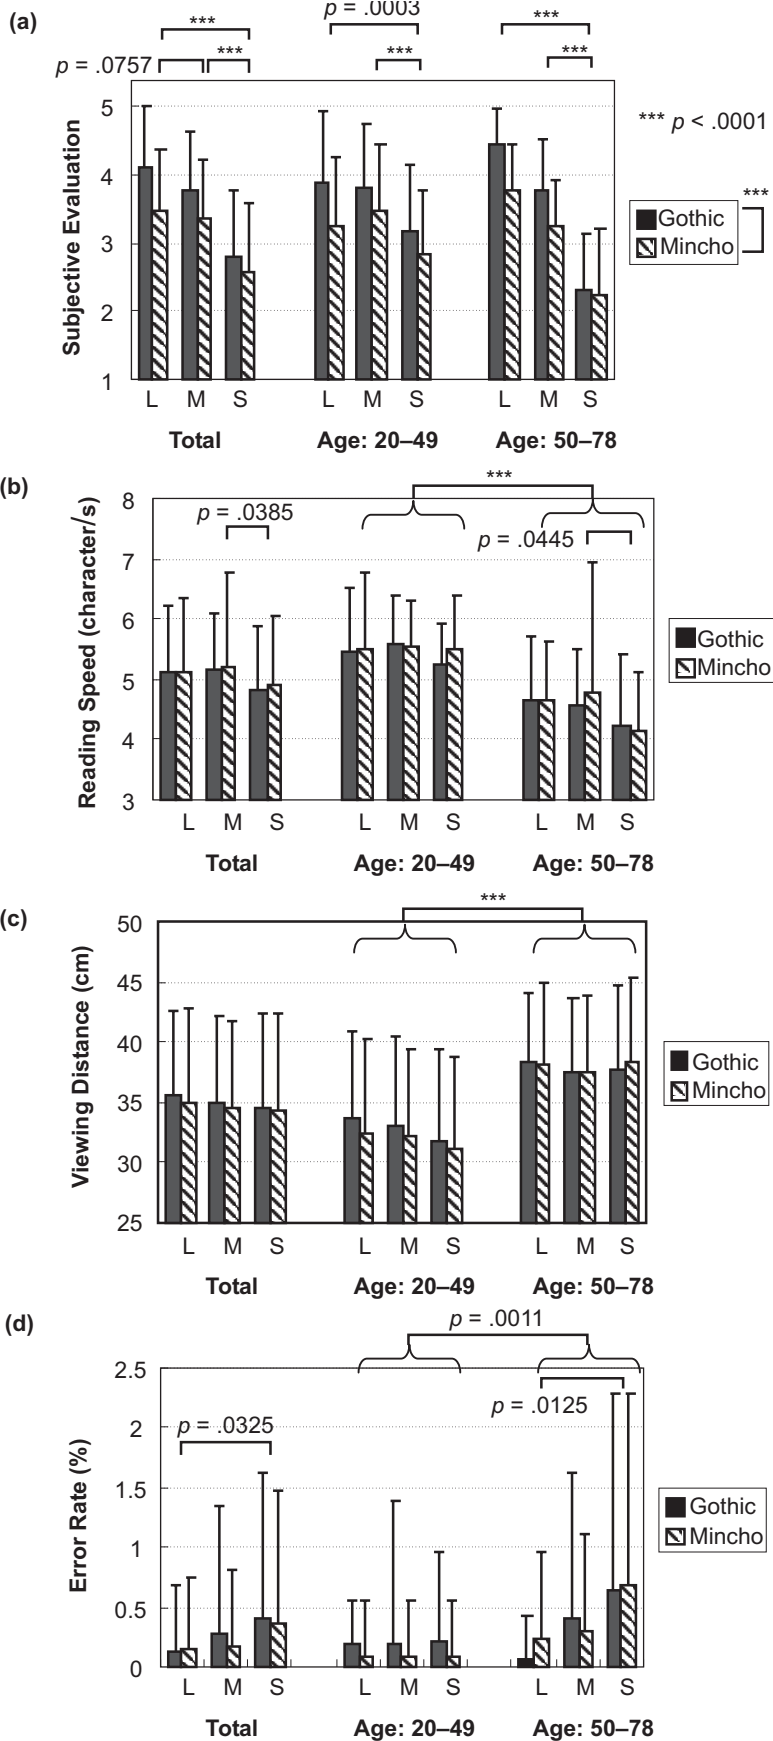 (a)
***
p = .0003
***
p = .0757
***
***
***
*** p < .0001
Subjective Evaluation
5
4
3
2
1
***
Gothic
Mincho
L M S L M S L M S
Total Age: 20–49 Age: 50–78
(b)
***
p = .0385
p = .0445
Reading Speed (character/s)
8
7
6
5
4
3
Gothic
Mincho
L M S L M S L M S
Total Age: 20–49 Age: 50–78
(c)
***
Viewing Distance (cm)
50
45
40
35
30
25
Gothic
Mincho
L M S L M S L M S
Total Age: 20–49 Age: 50–78
(d)
p = .0011
p = .0125
p = .0325
Error Rate (%)
2.5
2
1.5
1
0.5
0
Gothic
Mincho
L M S L M S L M S
Total Age: 20–49 Age: 50–78